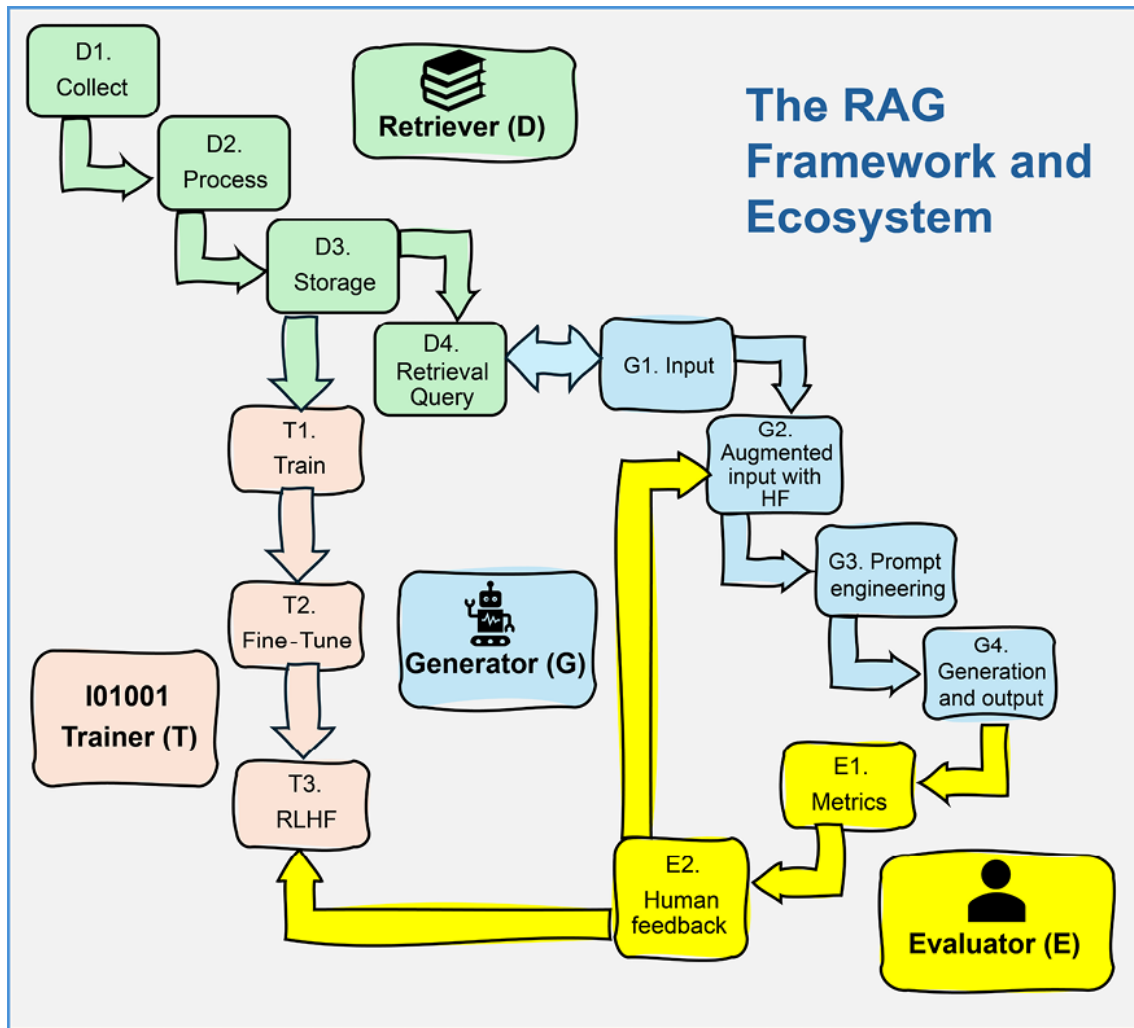 D1.
Collect
Retriever (D)
The RAG
Framework and
Ecosystem
D2.
Process
D3.
Storage
D4.
Retrieval
Query
G1. Input
T1.
Train
G2.
Augmented
input with
HF
G3. Prompt
engineering
T2.
Fine-Tune
Generator (G)
G4.
Generation
and output
I01001
Trainer (T)
T3.
RLHF
E1.
Metrics
E2.
Human
feedback
Evaluator (E)